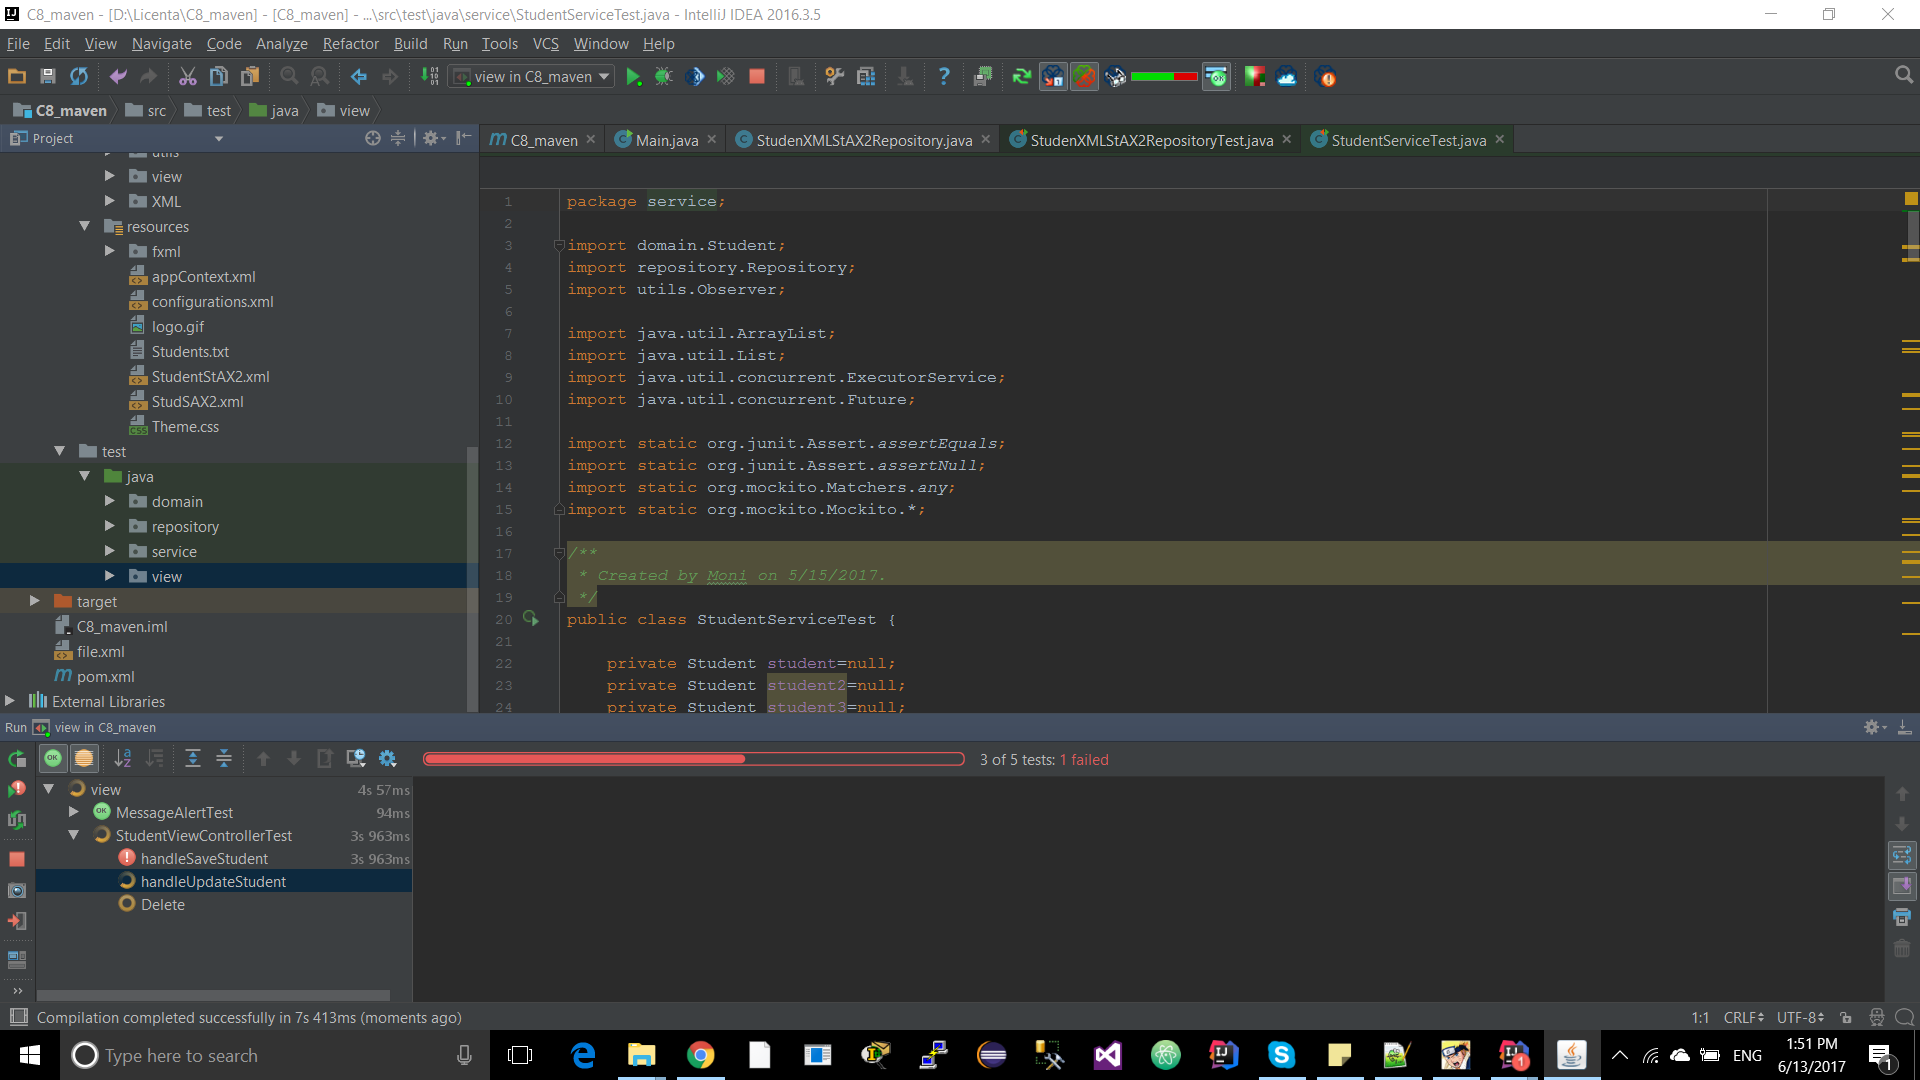 C8_maven - [D:\Licenta\C8_maven] - [C8_maven] - ...\src\test\java\service\StudentServiceTest.java - IntelliJ IDEA 2016.3.5
File Edit View Navigate Code Analyze Refactor Build Run Tools VCS Window Help
view in C8_maven
C8_maven src test java view
Project
C8_maven Main.java StudenXMLStAX2Repository.java StudenXMLStAX2RepositoryTest.java StudentServiceTest.java
utils
view
XML
resources
fxml
appContext.xml
configurations.xml
logo.gif
Students.txt
StudentStAX2.xml
StudSAX2.xml
Theme.css
test
java
domain
repository
service
view
target
C8_maven.iml
file.xml
pom.xml
External Libraries
1 package service;
2
3 import domain.Student;
4 import repository.Repository;
5 import utils.Observer;
6
7 import java.util.ArrayList;
8 import java.util.List;
9 import java.util.concurrent.ExecutorService;
10 import java.util.concurrent.Future;
11
12 import static org.junit.Assert.assertEquals;
13 import static org.junit.Assert.assertNull;
14 import static org.mockito.Matchers.any;
15 import static org.mockito.Mockito.*;
16
17 /**
18 * Created by Moni on 5/15/2017.
19 */
20 public class StudentServiceTest {
21
22 private Student student=null;
23 private Student student2=null;
24 private Student student3=null;
Run view in C8_maven
3 of 5 tests: 1 failed
view 4s 57ms
MessageAlertTest 94ms
StudentViewControllerTest 3s 963ms
handleSaveStudent 3s 963ms
handleUpdateStudent
Delete
Compilation completed successfully in 7s 413ms (moments ago)
1:1 CRLF UTF-8
Type here to search
ENG
1:51 PM
6/13/2017